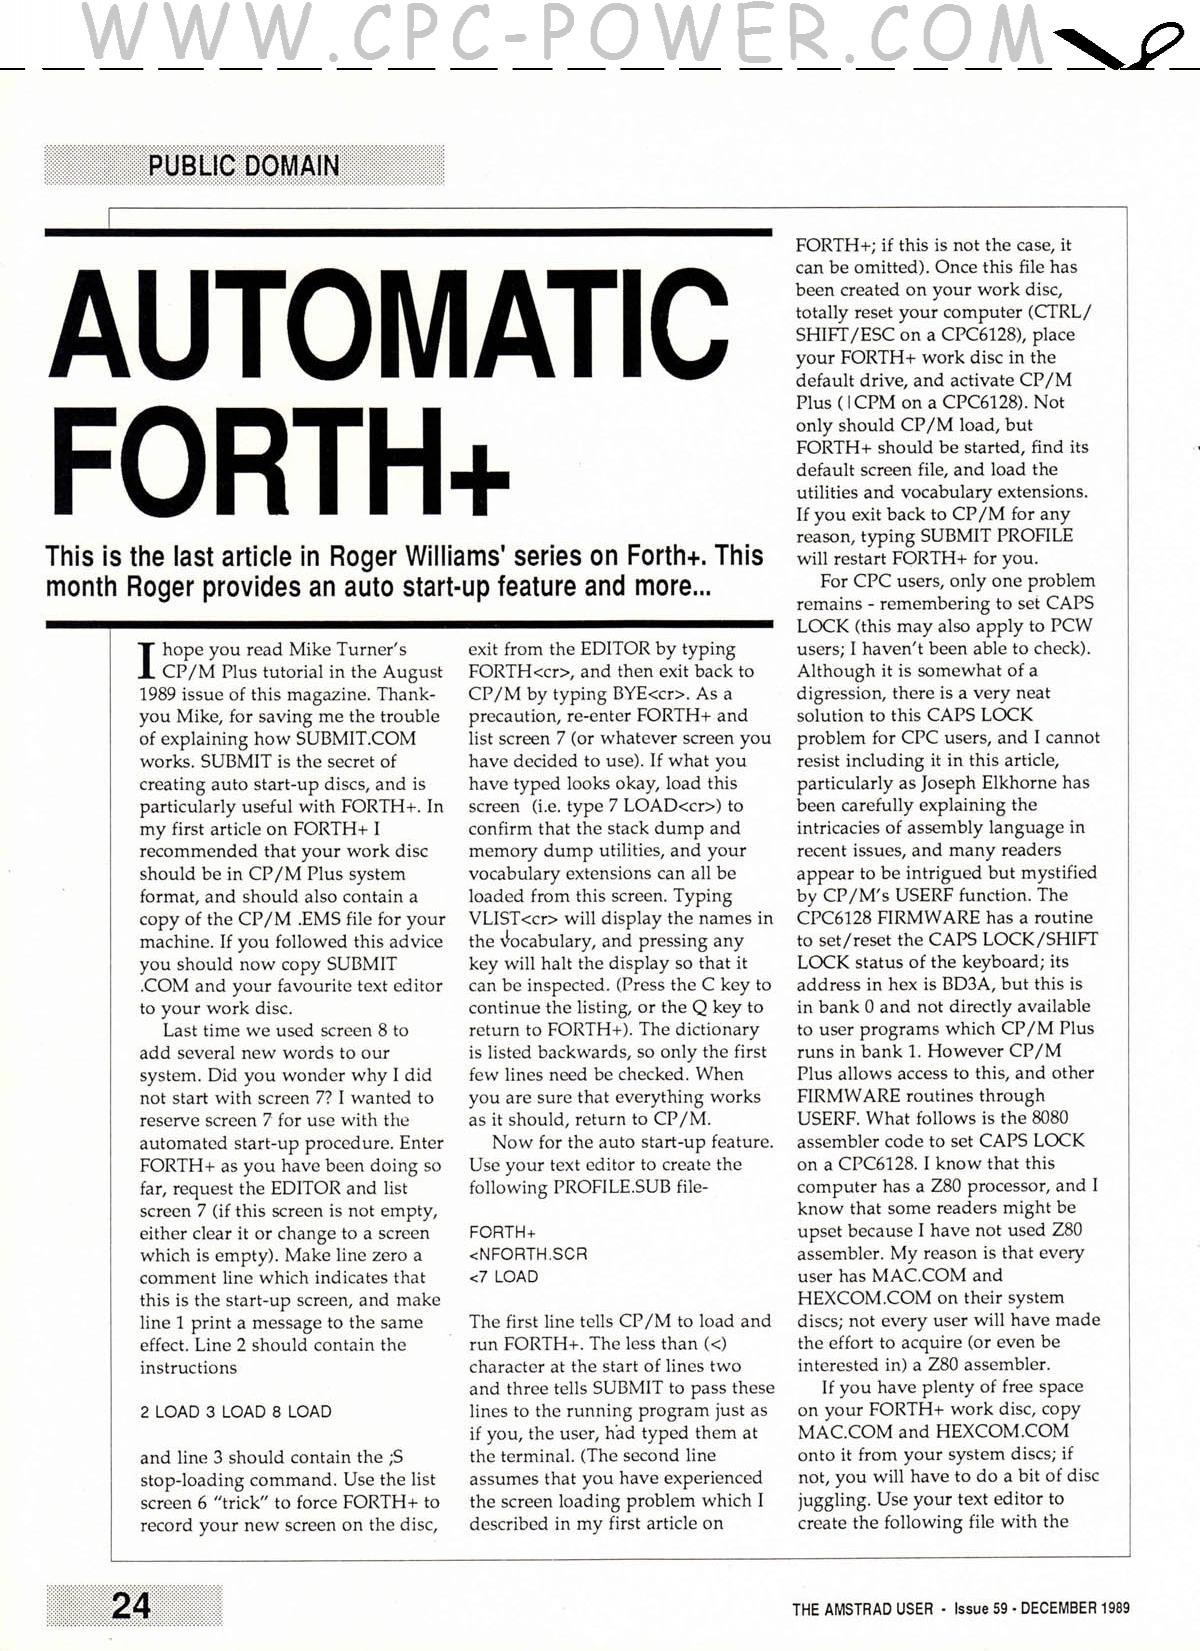 WWW.CPC-POWER.COM
PUBLIC DOMAIN
AUTOMATIC
FORTH+
This is the last article in Roger Williams' series on Forth+. This
month Roger provides an auto start-up feature and more...
I hope you read Mike Turner's
CP/M Plus tutorial in the August
1989 issue of this magazine. Thank-
you Mike, for saving me the trouble
of explaining how SUBMIT.COM
works. SUBMIT is the secret of
creating auto start-up discs, and is
particularly useful with FORTH+. In
my first article on FORTH+ I
recommended that your work disc
should be in CP/M Plus system
format, and should also contain a
copy of the CP/M .EMS file for your
machine. If you followed this advice
you should now copy SUBMIT
.COM and your favourite text editor
to your work disc.
Last time we used screen 8 to
add several new words to our
system. Did you wonder why I did
not start with screen 7? I wanted to
reserve screen 7 for use with the
automated start-up procedure. Enter
FORTH+ as you have been doing so
far, request the EDITOR and list
screen 7 (if this screen is not empty,
either clear it or change to a screen
which is empty). Make line zero a
comment line which indicates that
this is the start-up screen, and make
line 1 print a message to the same
effect. Line 2 should contain the
instructions
2 LOAD 3 LOAD 8 LOAD
and line 3 should contain the ;S
stop-loading command. Use the list
screen 6 "trick" to force FORTH+ to
record your new screen on the disc,
exit from the EDITOR by typing
FORTH<cr>, and then exit back to
CP/M by typing BYE<cr>. As a
precaution, re-enter FORTH+ and
list screen 7 (or whatever screen you
have decided to use). If what you
have typed looks okay, load this
screen (i.e. type 7 LOAD<cr>) to
confirm that the stack dump and
memory dump utilities, and your
vocabulary extensions can all be
loaded from this screen. Typing
VLIST<cr> will display the names in
the vocabulary, and pressing any
key will halt the display so that it
can be inspected. (Press the C key to
continue the listing, or the Q key to
return to FORTH+). The dictionary
is listed backwards, so only the first
few lines need be checked. When
you are sure that everything works
as it should, return to CP/M.
Now for the auto start-up feature.
Use your text editor to create the
following PROFILE.SUB file-
FORTH+
<NFORTH.SCR
<7 LOAD
The first line tells CP/M to load and
run FORTH+. The less than (<)
character at the start of lines two
and three tells SUBMIT to pass these
lines to the running program just as
if you, the user, had typed them at
the terminal. (The second line
assumes that you have experienced
the screen loading problem which I
described in my first article on
FORTH+; if this is not the case, it
can be omitted). Once this file has
been created on your work disc,
totally reset your computer (CTRL/
SHIFT/ESC on a CPC6128), place
your FORTH+ work disc in the
default drive, and activate CP/M
Plus (|CPM on a CPC6128). Not
only should CP/M load, but
FORTH+ should be started, find its
default screen file, and load the
utilities and vocabulary extensions.
If you exit back to CP/M for any
reason, typing SUBMIT PROFILE
will restart FORTH+ for you.
For CPC users, only one problem
remains - remembering to set CAPS
LOCK (this may also apply to PCW
users; I haven't been able to check).
Although it is somewhat of a
digression, there is a very neat
solution to this CAPS LOCK
problem for CPC users, and I cannot
resist including it in this article,
particularly as Joseph Elkhorne has
been carefully explaining the
intricacies of assembly language in
recent issues, and many readers
appear to be intrigued but mystified
by CP/M's USERF function. The
CPC6128 FIRMWARE has a routine
to set/reset the CAPS LOCK/SHIFT
LOCK status of the keyboard; its
address in hex is BD3A, but this is
in bank 0 and not directly available
to user programs which CP/M Plus
runs in bank 1. However CP/M
Plus allows access to this, and other
FIRMWARE routines through
USERF. What follows is the 8080
assembler code to set CAPS LOCK
on a CPC6128. I know that this
computer has a Z80 processor, and I
know that some readers might be
upset because I have not used Z80
assembler. My reason is that every
user has MAC.COM and
HEXCOM.COM on their system
discs; not every user will have made
the effort to acquire (or even be
interested in) a Z80 assembler.
If you have plenty of free space
on your FORTH+ work disc, copy
MAC.COM and HEXCOM.COM
onto it from your system discs; if
not, you will have to do a bit of disc
juggling. Use your text editor to
create the following file with the
24
THE AMSTRAD USER - Issue 59 - DECEMBER 1989